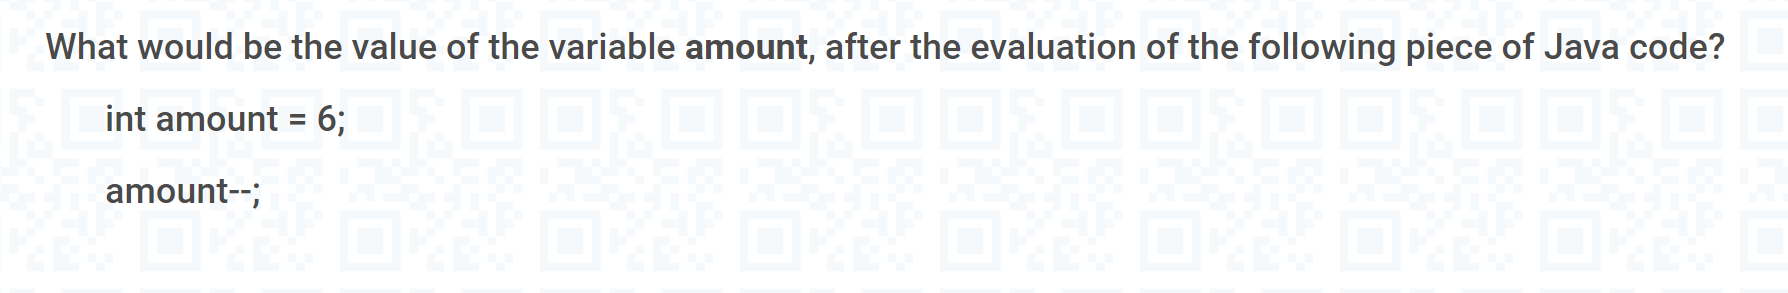 What would be the value of the variable amount, after the evaluation of the following piece of Java code?
int amount = 6;
amount--;